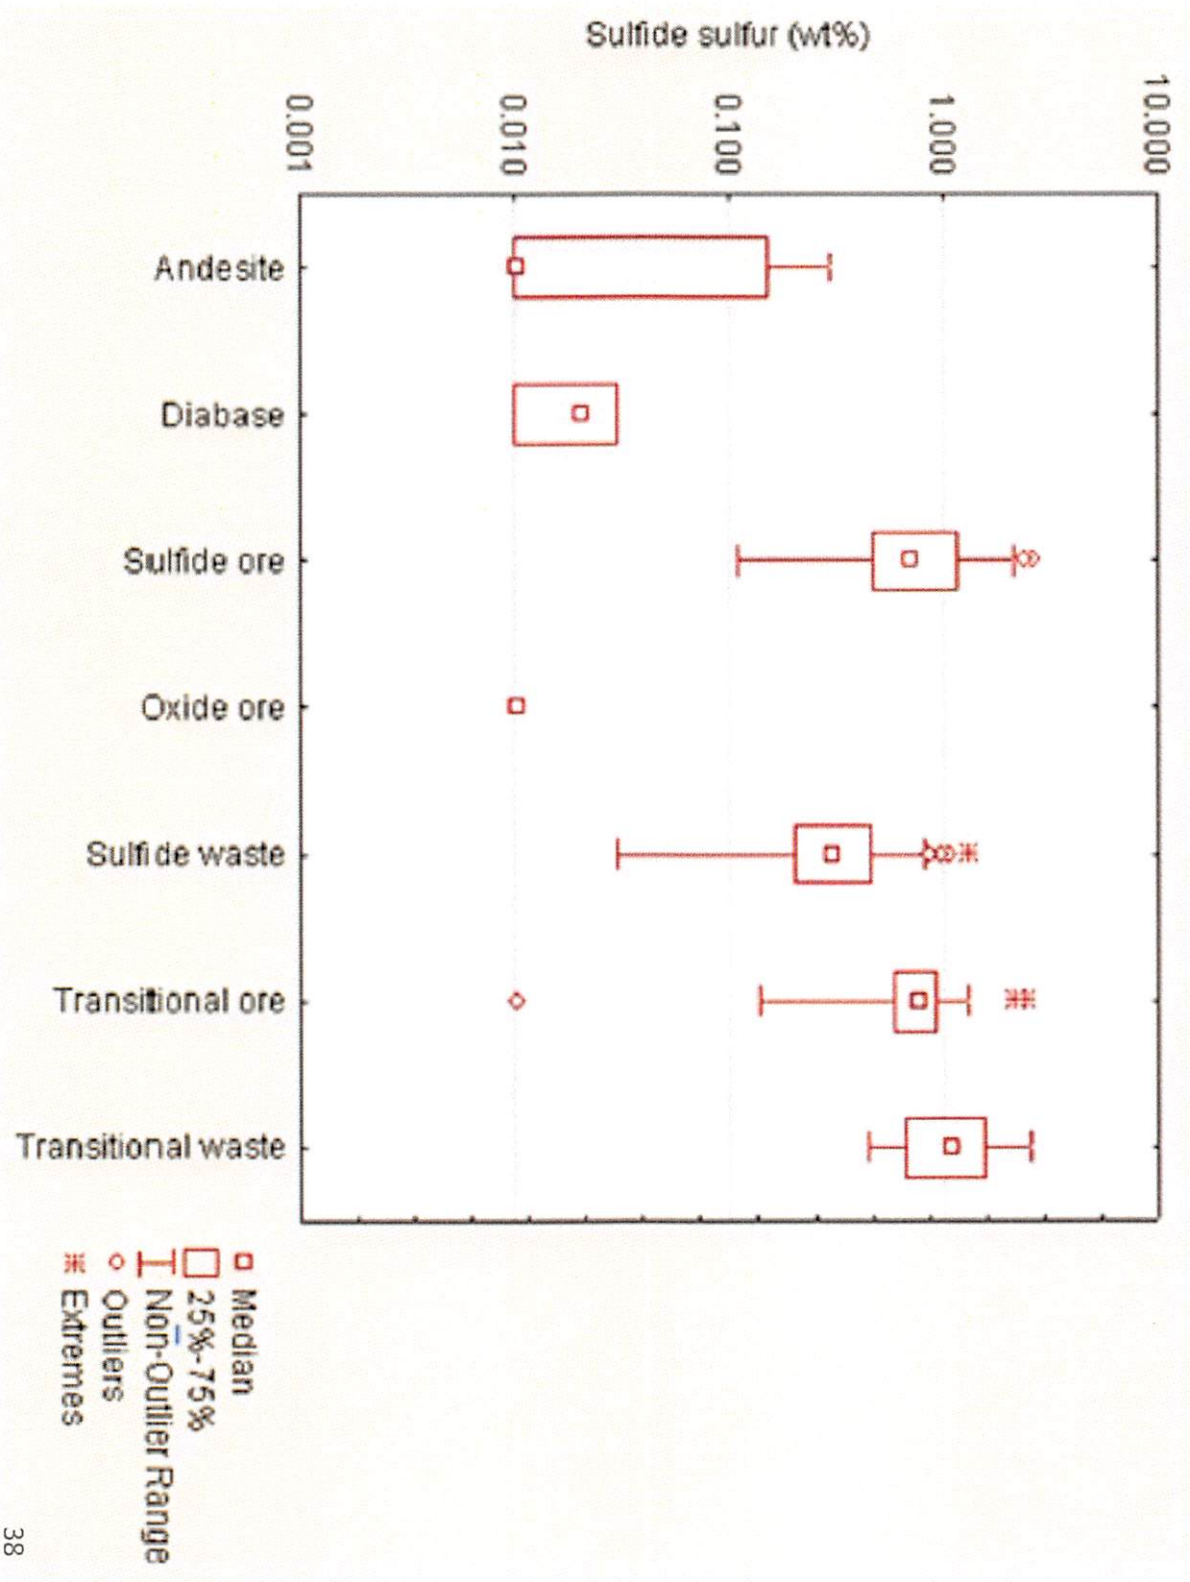 Sulfide sulfur (wt%)
10.000
1.000
0.100
0.010
0.001
Andesite
Diabase
Sulfide ore
Oxide ore
Sulfide waste
Transitional ore
Transitional waste
Median
25%-75%
Non-Outlier Range
Outliers
Extremes
38